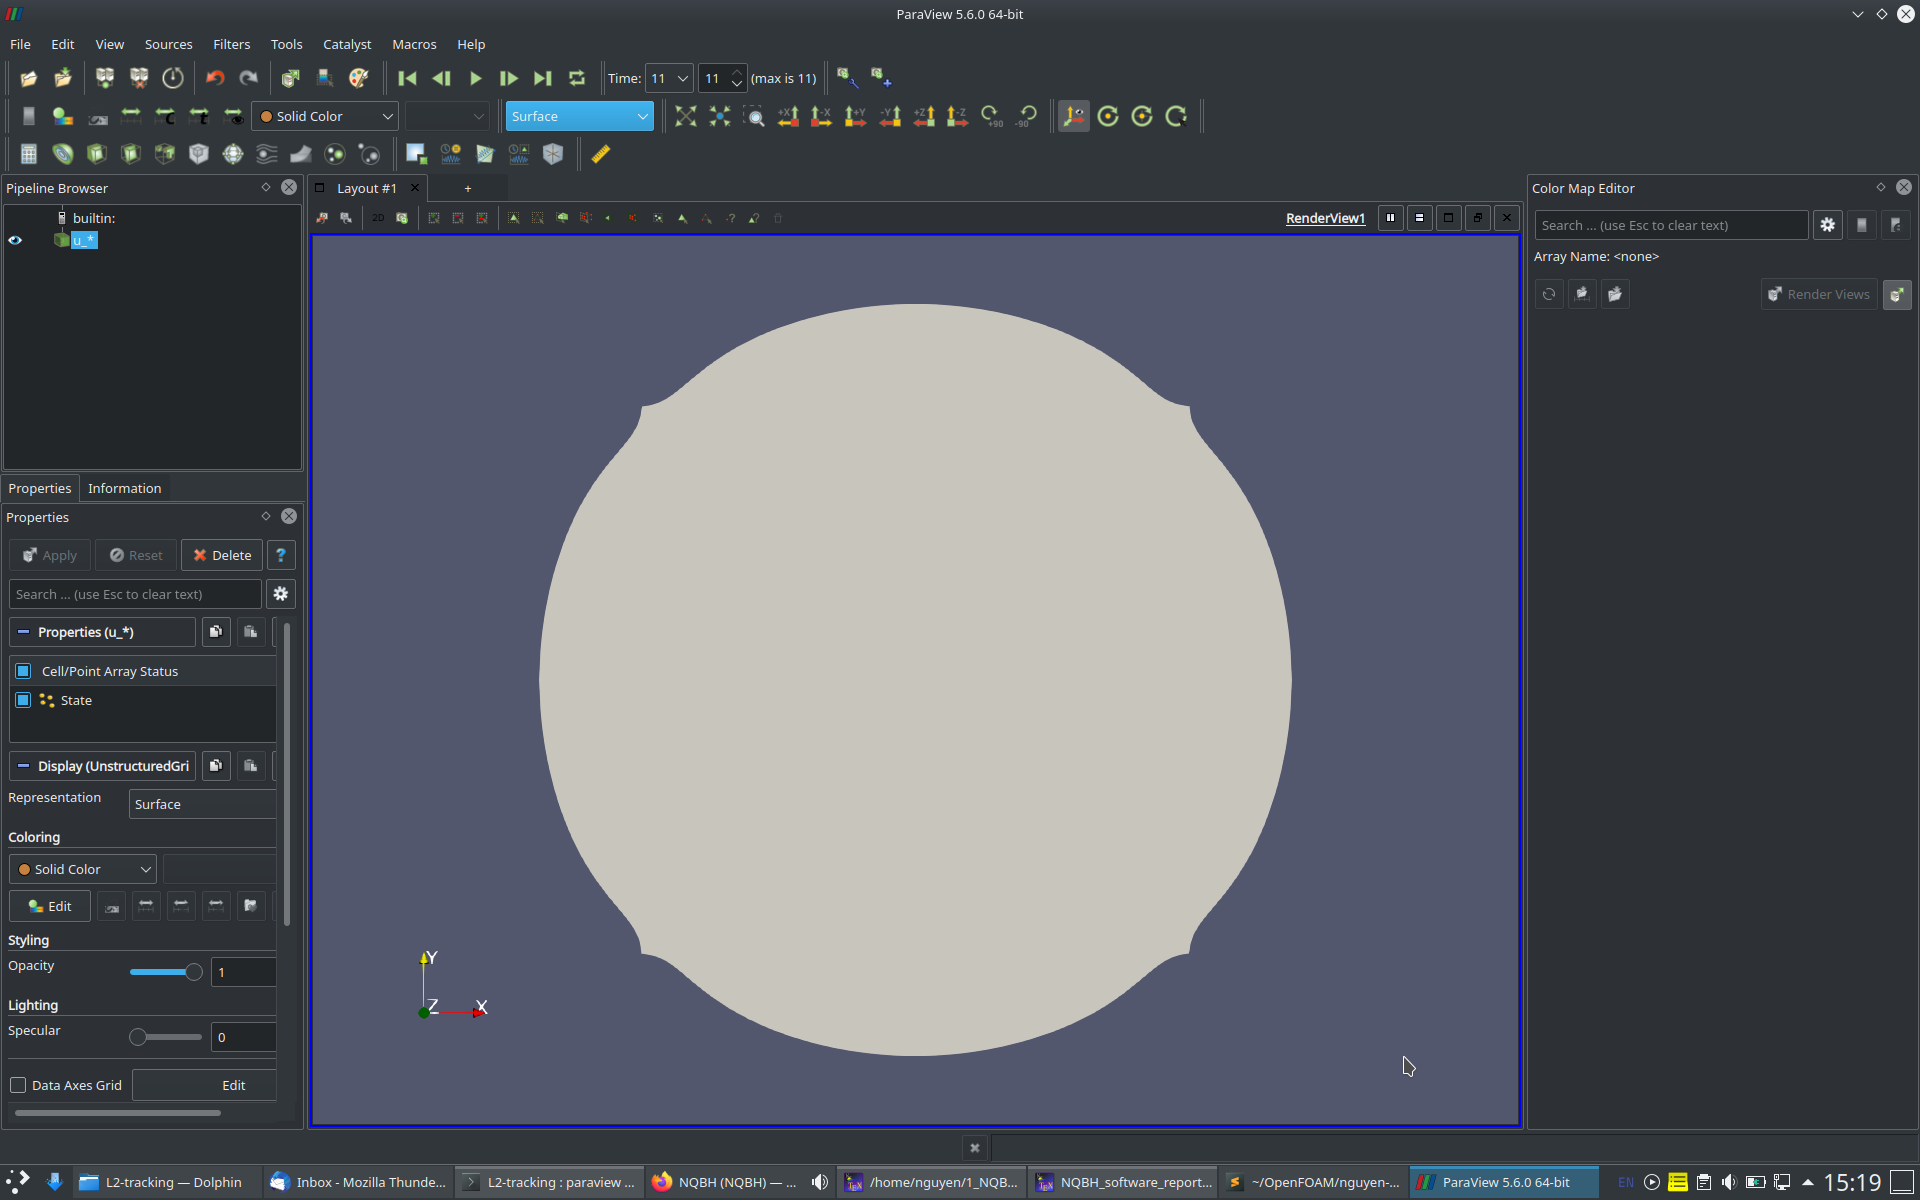 ParaView 5.6.0 64-bit
File Edit View Sources Filters Tools Catalyst Macros Help
Time: 11 11 (max is 11)
Solid Color Surface +X -X +Y -Y +Z -Z +90 -90
Pipeline Browser
Layout #1 +
Color Map Editor
builtin:
2D
RenderView1
u_*
Search ... (use Esc to clear text)
Array Name: <none>
Render Views
Properties Information
Properties
Apply Reset Delete ?
Search ... (use Esc to clear text)
Properties (u_*)
Cell/Point Array Status
State
Display (UnstructuredGri
Representation Surface
Coloring
Solid Color
Edit
Styling
Opacity 1
Lighting
Specular 0
Data Axes Grid Edit
Y
Z X
L2-tracking — Dolphin Inbox - Mozilla Thunde... L2-tracking : paraview ... NQBH (NQBH) — ... /home/nguyen/1_NQB... NQBH_software_report... ~/OpenFOAM/nguyen-... ParaView 5.6.0 64-bit EN 15:19